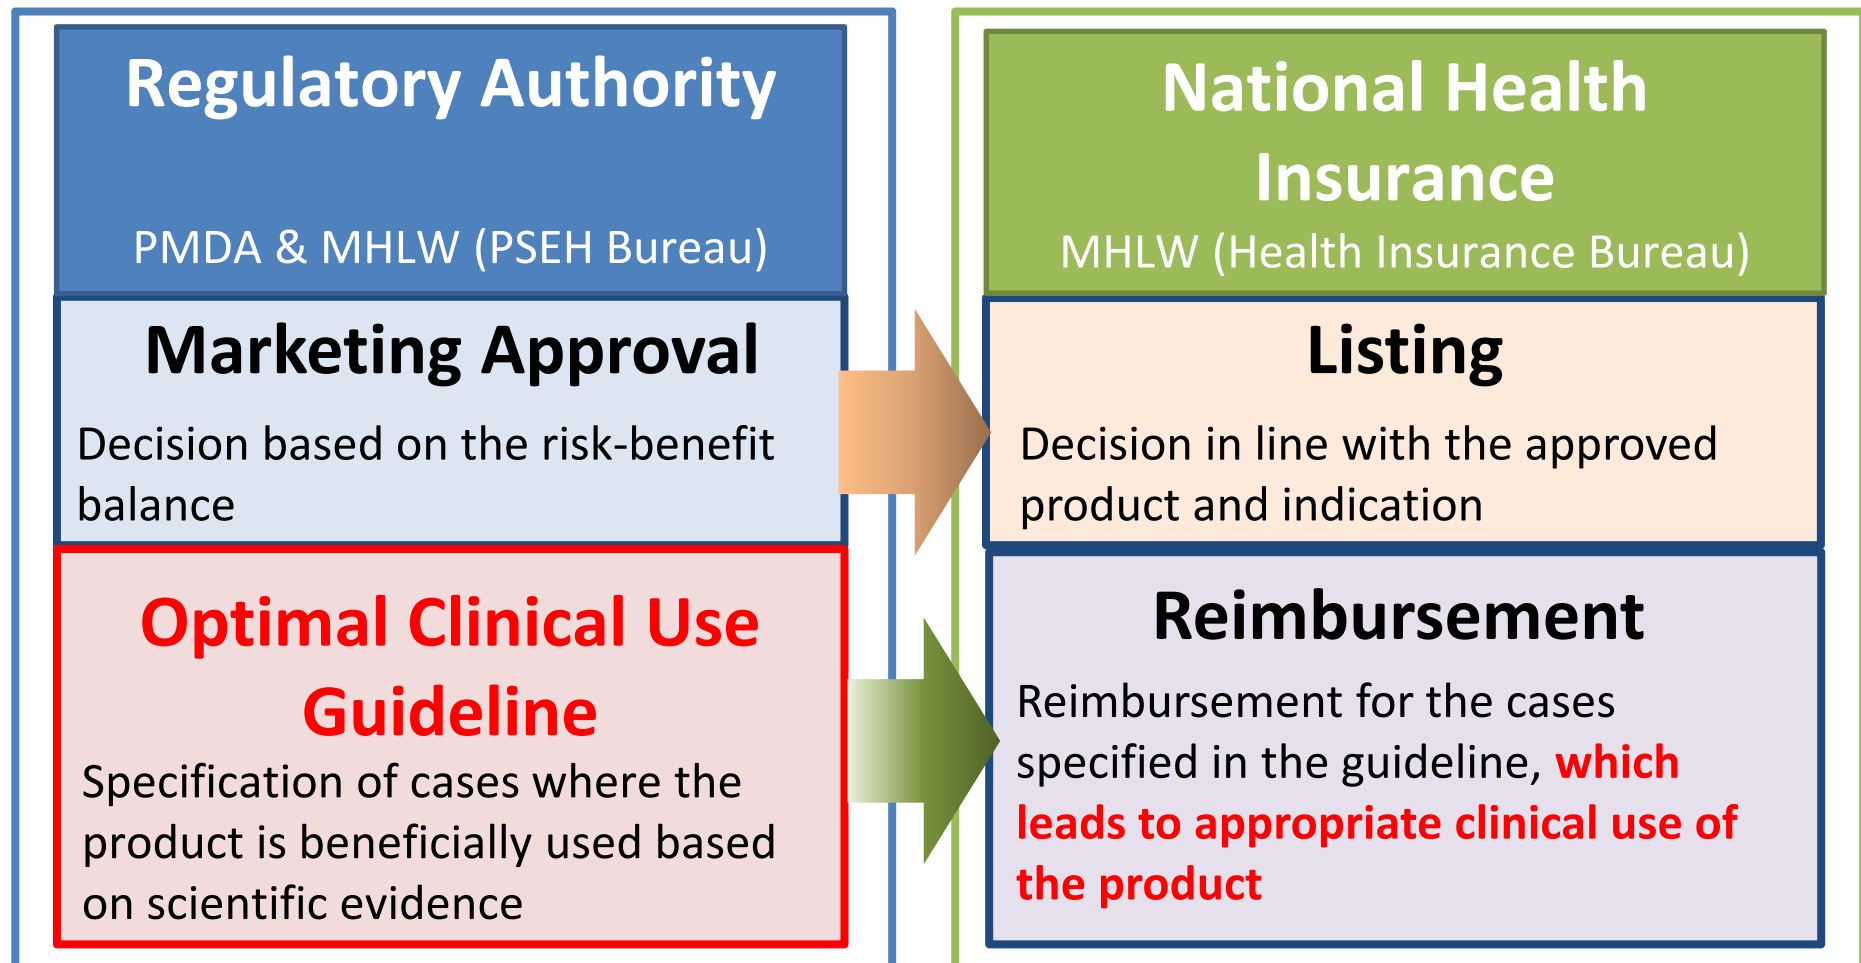 Regulatory Authority
PMDA & MHLW (PSEH Bureau)
Marketing Approval
Decision based on the risk-benefit
balance
Optimal Clinical Use
Guideline
Specification of cases where the
product is beneficially used based
on scientific evidence
National Health
Insurance
MHLW (Health Insurance Bureau)
Listing
Decision in line with the approved
product and indication
Reimbursement
Reimbursement for the cases
specified in the guideline, which
leads to appropriate clinical use of
the product